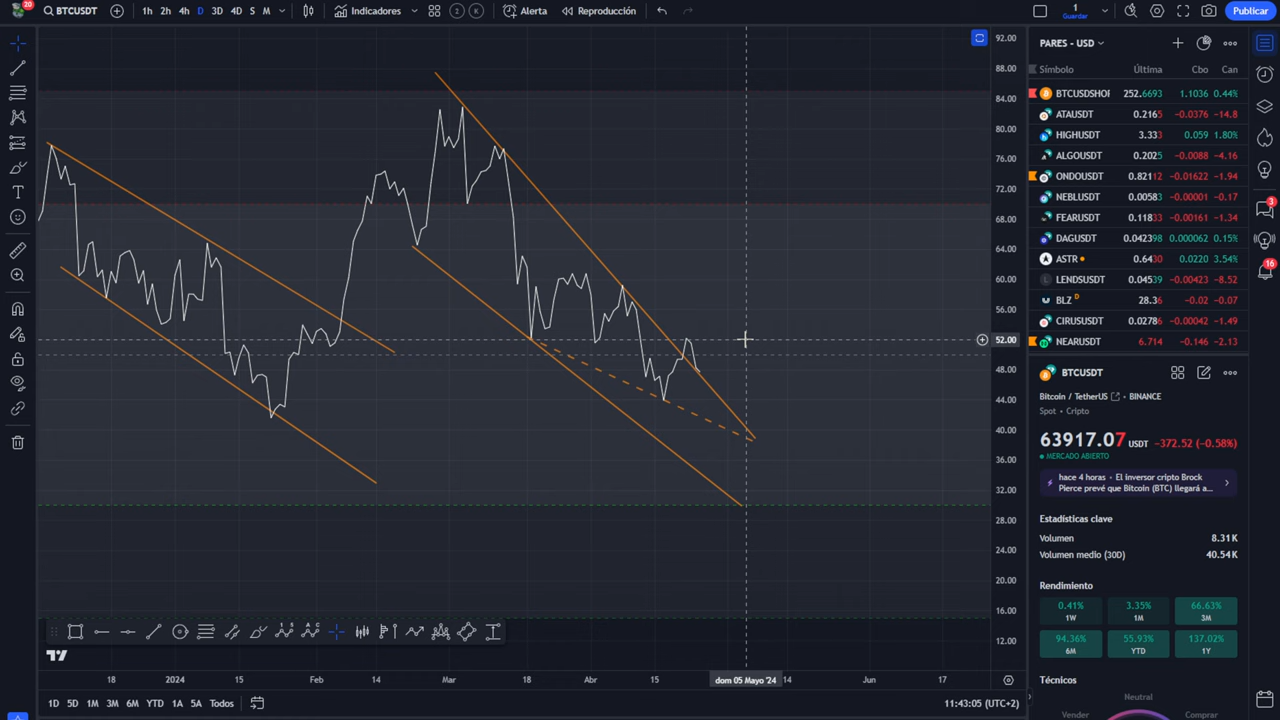 20
BTCUSDT
1h 2h 4h D 3D 4D S M
Indicadores
2 K
Alerta
Reproducción
1
Guardar
Publicar
92.00
88.00
84.00
80.00
76.00
72.00
68.00
64.00
60.00
56.00
52.00
48.00
44.00
40.00
36.00
32.00
28.00
24.00
20.00
16.00
12.00
18 2024 15 Feb 14 Mar 18 Abr 15 dom 05 Mayo '24 14 Jun 17
1D 5D 1M 3M 6M YTD 1A 5A Todos
11:43:05 (UTC+2)
PARES - USD
Símbolo Última Cbo Can
BTCUSDSHOF 252.6693 1.1036 0.44%
ATAUSDT 0.2165 -0.0376 -14.8
HIGHUSDT 3.333 0.059 1.80%
ALGOUSDT 0.2025 -0.0088 -4.16
ONDOUSDT 0.82112 -0.01622 -1.94
NEBLUSDT 0.00583 -0.00001 -0.17
FEARUSDT 0.11833 -0.00161 -1.34
DAGUSDT 0.042398 0.000062 0.15%
ASTR 0.6430 0.0220 3.54%
LENDSUSDT 0.04539 -0.00423 -8.52
BLZ D 28.36 -0.02 -0.07
CIRUSUSDT 0.02786 -0.00042 -1.49
NEARUSDT 6.714 -0.146 -2.13
BTCUSDT
Bitcoin / TetherUS • BINANCE
Spot • Cripto
63917.07 USDT -372.52 (-0.58%)
MERCADO ABIERTO
hace 4 horas • El inversor cripto Brock
Pierce prevé que Bitcoin (BTC) llegará a...
Estadísticas clave
Volumen 8.31K
Volumen medio (30D) 40.54K
Rendimiento
0.41% 3.35% 66.63%
1W 1M 3M
94.36% 55.93% 137.02%
6M YTD 1Y
Técnicos
Neutral
Vender Comprar
3
16